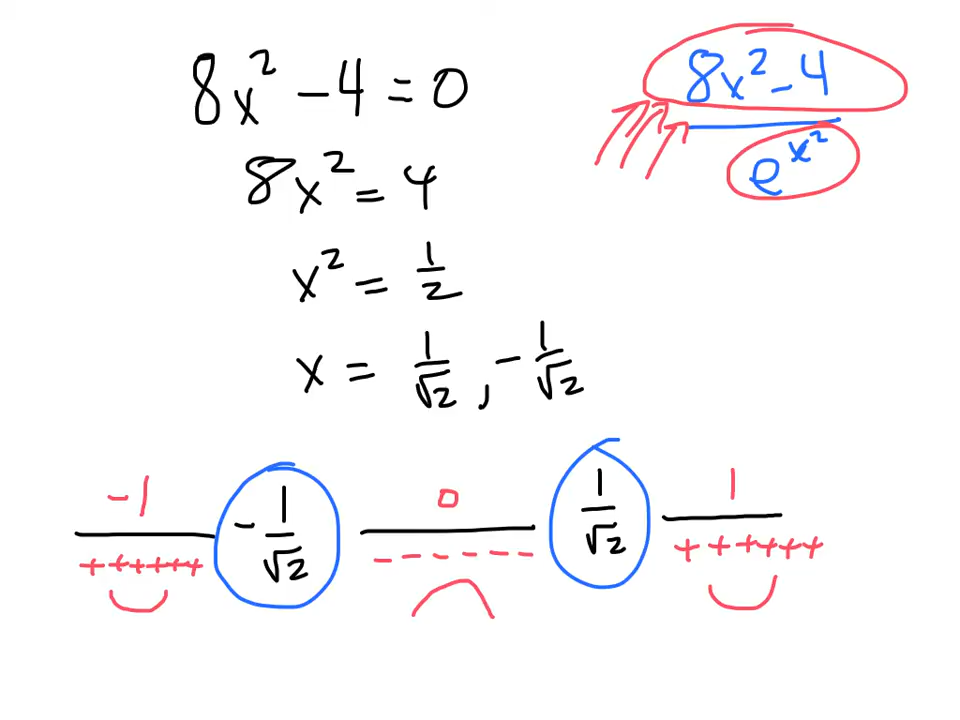 8x² - 4 = 0
8x² - 4
e^{x²}
8x² = 4
x² = 1/2
x = 1/√2 , - 1/√2
-1 0 1
- 1/√2 1/√2
++++++ ------ ++++++